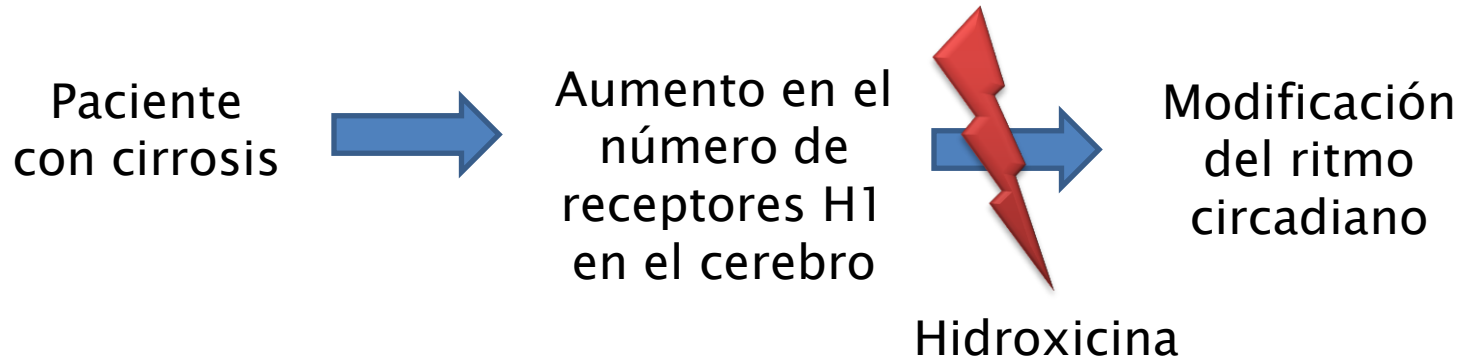 Paciente
con cirrosis
Aumento en el
número de
receptores H1
en el cerebro
Modificación
del ritmo
circadiano
Hidroxicina